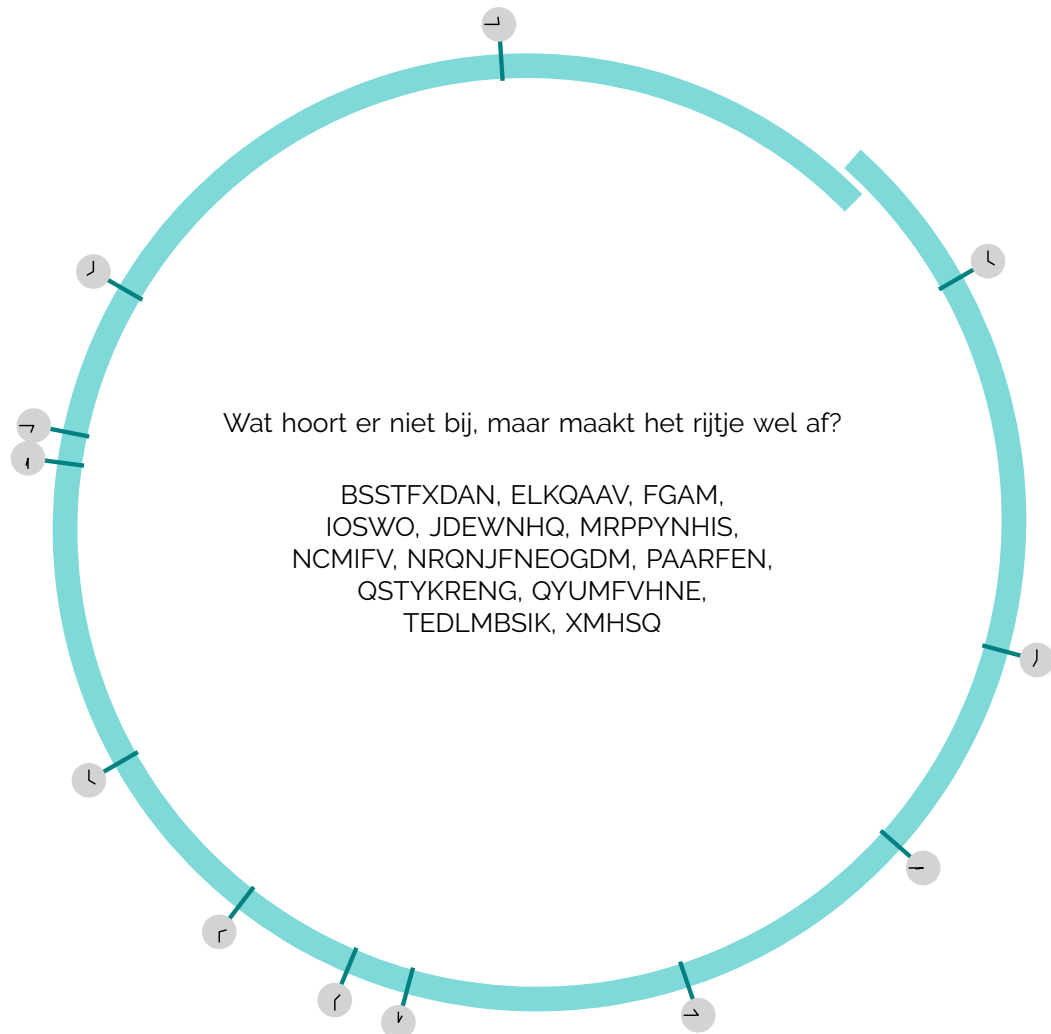 Wat hoort er niet bij, maar maakt het rijtje wel af?
BSSTFXDAN, ELKQAAV, FGAM,
IOSWO, JDEWNHQ, MRPPYNHIS,
NCMIFV, NRQNJFNEOGDM, PAARFEN,
QSTYKRENG, QYUMFVHNE,
TEDLMBSIK, XMHSQ